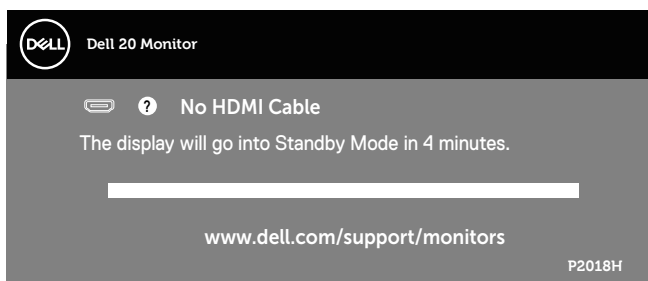 DELL
Dell 20 Monitor
? No HDMI Cable
The display will go into Standby Mode in 4 minutes.
www.dell.com/support/monitors
P2018H